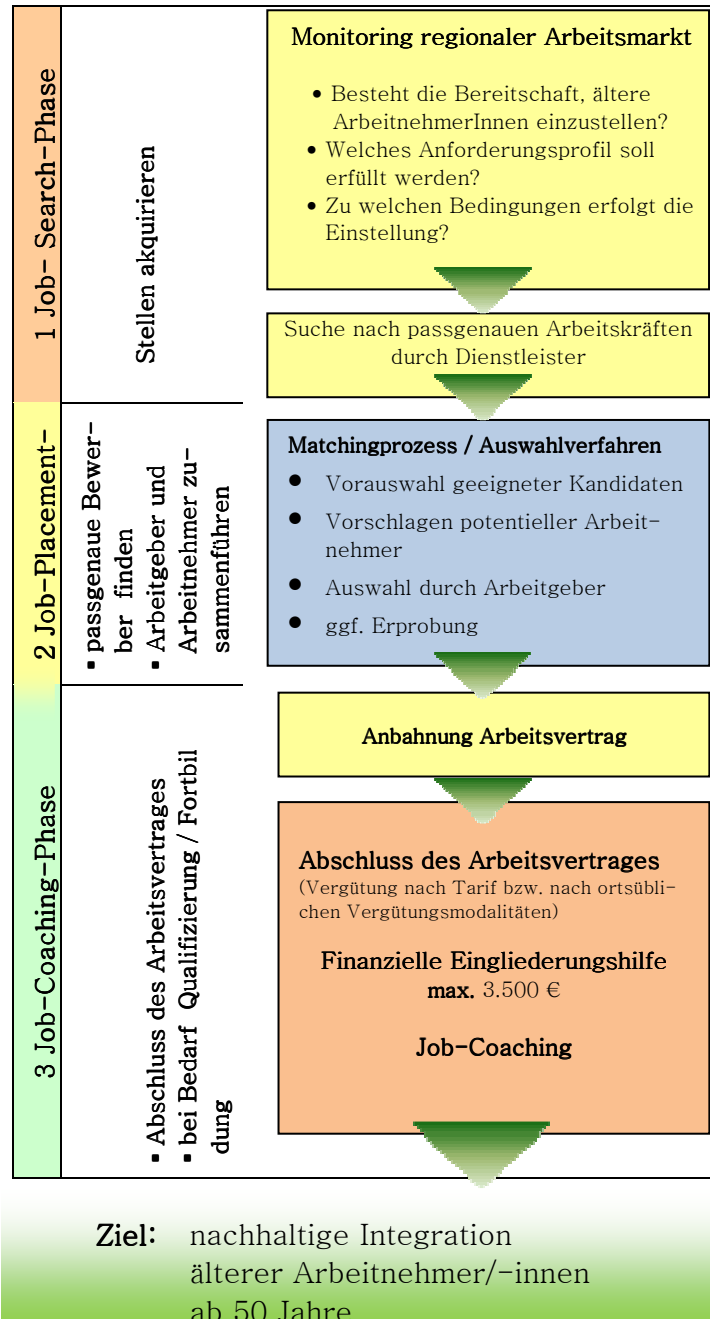 1 Job- Search-Phase
Stellen akquirieren
Monitoring regionaler Arbeitsmarkt
• Besteht die Bereitschaft, ältere
ArbeitnehmerInnen einzustellen?
• Welches Anforderungsprofil soll
erfüllt werden?
• Zu welchen Bedingungen erfolgt die
Einstellung?
Suche nach passgenauen Arbeitskräften
durch Dienstleister
2 Job-Placement-
▪ passgenaue Bewer-
ber finden
▪ Arbeitgeber und
Arbeitnehmer zu-
sammenführen
Matchingprozess / Auswahlverfahren
• Vorauswahl geeigneter Kandidaten
• Vorschlagen potentieller Arbeit-
nehmer
• Auswahl durch Arbeitgeber
• ggf. Erprobung
3 Job-Coaching-Phase
▪ Abschluss des Arbeitsvertrages
▪ bei Bedarf Qualifizierung / Fortbil
dung
Anbahnung Arbeitsvertrag
Abschluss des Arbeitsvertrages
(Vergütung nach Tarif bzw. nach ortsübli-
chen Vergütungsmodalitäten)
Finanzielle Eingliederungshilfe
max. 3.500 €
Job-Coaching
Ziel: nachhaltige Integration
älterer Arbeitnehmer/-innen
ab 50 Jahre